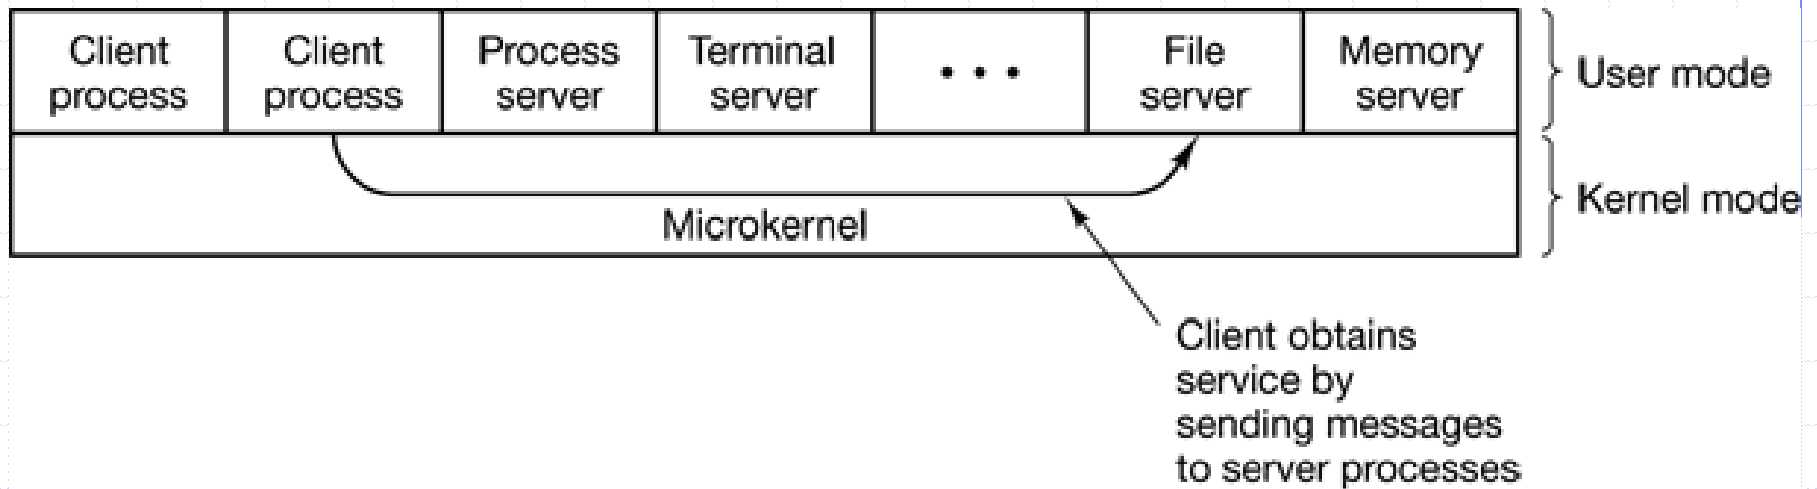 Client
process
Client
process
Process
server
Terminal
server
• • •
File
server
Memory
server
User mode
Microkernel
Kernel mode
Client obtains
service by
sending messages
to server processes